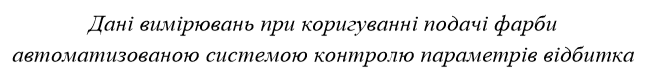 Дані вимірювань при коригуванні подачі фарби
автоматизованою системою контролю параметрів відбитка